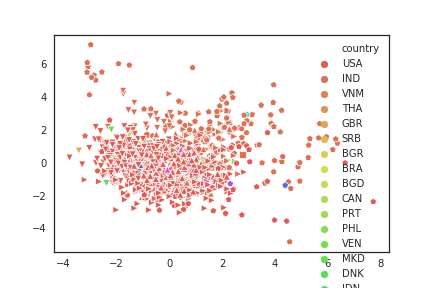 country
USA
IND
VNM
THA
GBR
SRB
BGR
BRA
BGD
CAN
PRT
PHL
VEN
MKD
DNK
IDN
6
4
2
0
−2
−4
−4 −2 0 2 4 6 8